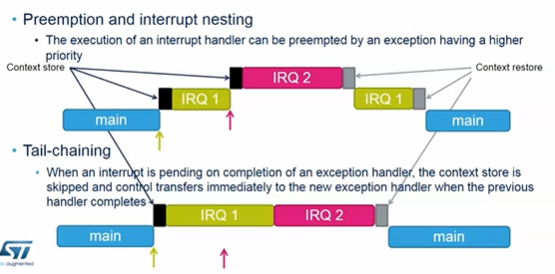 • Preemption and interrupt nesting
• The execution of an interrupt handler can be preempted by an exception having a higher
priority
Context store
Context restore
IRQ 2
IRQ 1
IRQ 1
main
main
• Tail-chaining
• When an interrupt is pending on completion of an exception handler, the context store is
skipped and control transfers immediately to the new exception handler when the previous
handler completes
IRQ 1
IRQ 2
main
main
ST
life.augmented